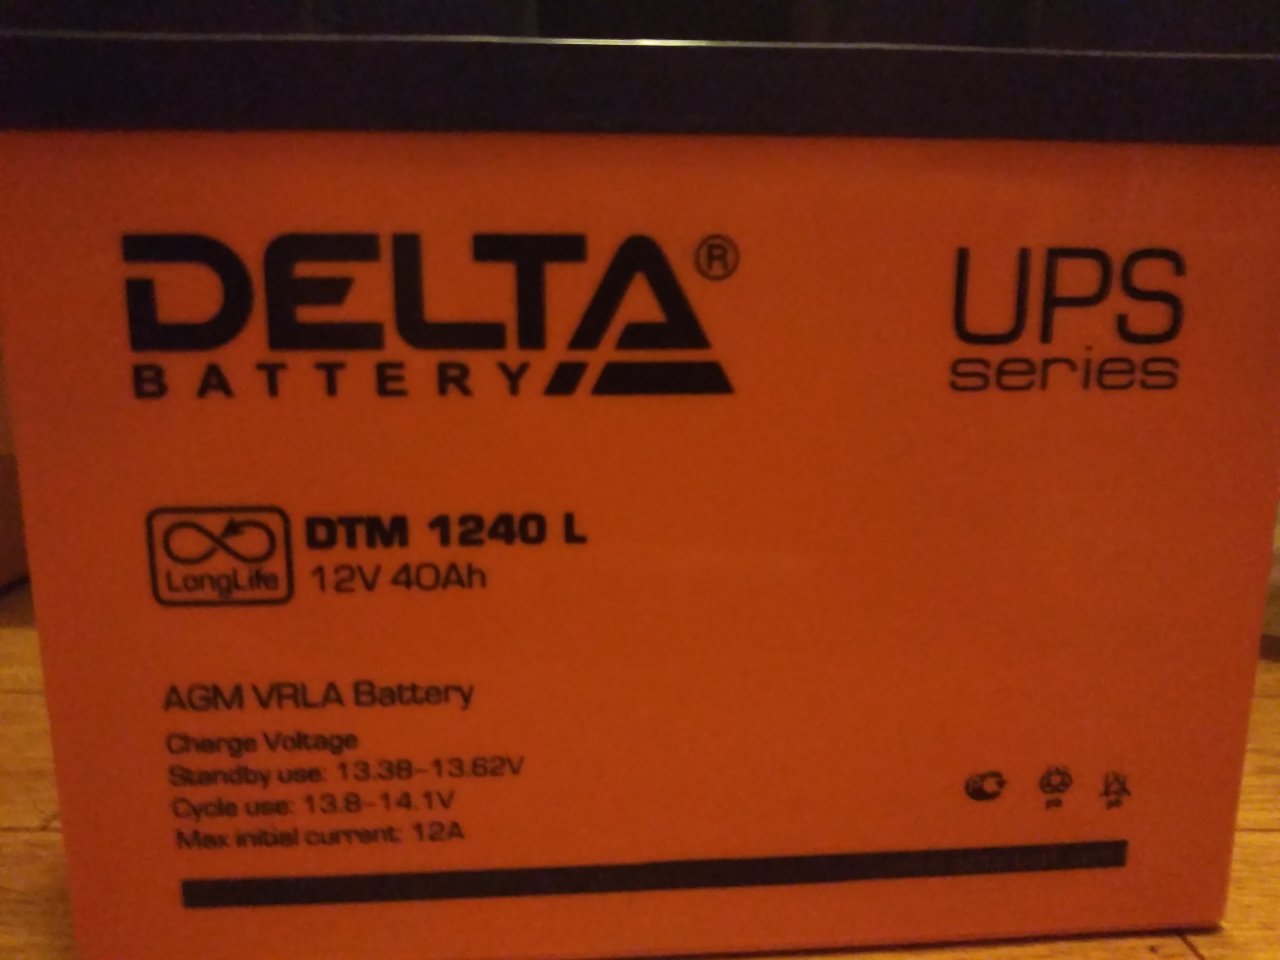 DELTA®
BATTERY
UPS
series
LongLife
DTM 1240 L
12V 40Ah
AGM VRLA Battery
Charge Voltage
Standby use: 13.38-13.62V
Cycle use: 13.8-14.1V
Max initial current: 12A